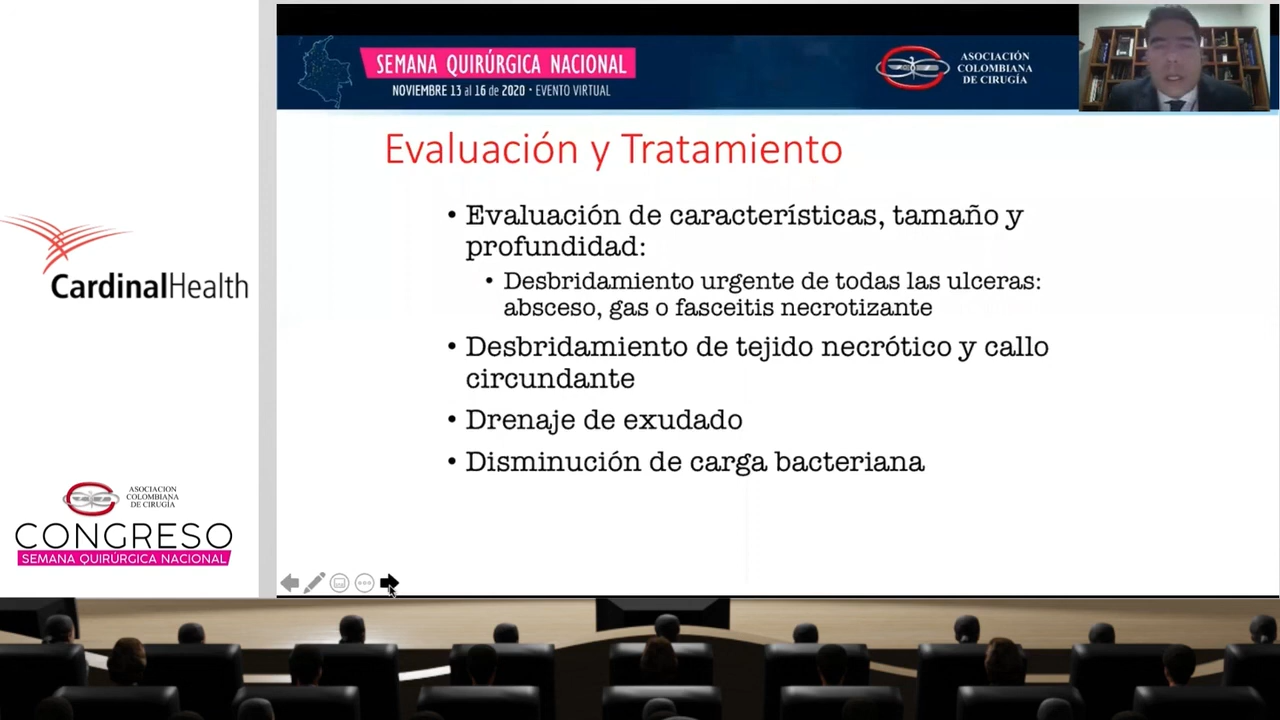 SEMANA QUIRÚRGICA NACIONAL
NOVIEMBRE 13 al 16 de 2020 • EVENTO VIRTUAL
ASOCIACIÓN
COLOMBIANA
DE CIRUGÍA
Evaluación y Tratamiento
• Evaluación de características, tamaño y
profundidad:
• Desbridamiento urgente de todas las ulceras:
absceso, gas o fasceitis necrotizante
• Desbridamiento de tejido necrótico y callo
circundante
• Drenaje de exudado
• Disminución de carga bacteriana
CardinalHealth
ASOCIACION
COLOMBIANA
DE CIRUGÍA
CONGRESO
SEMANA QUIRÚRGICA NACIONAL